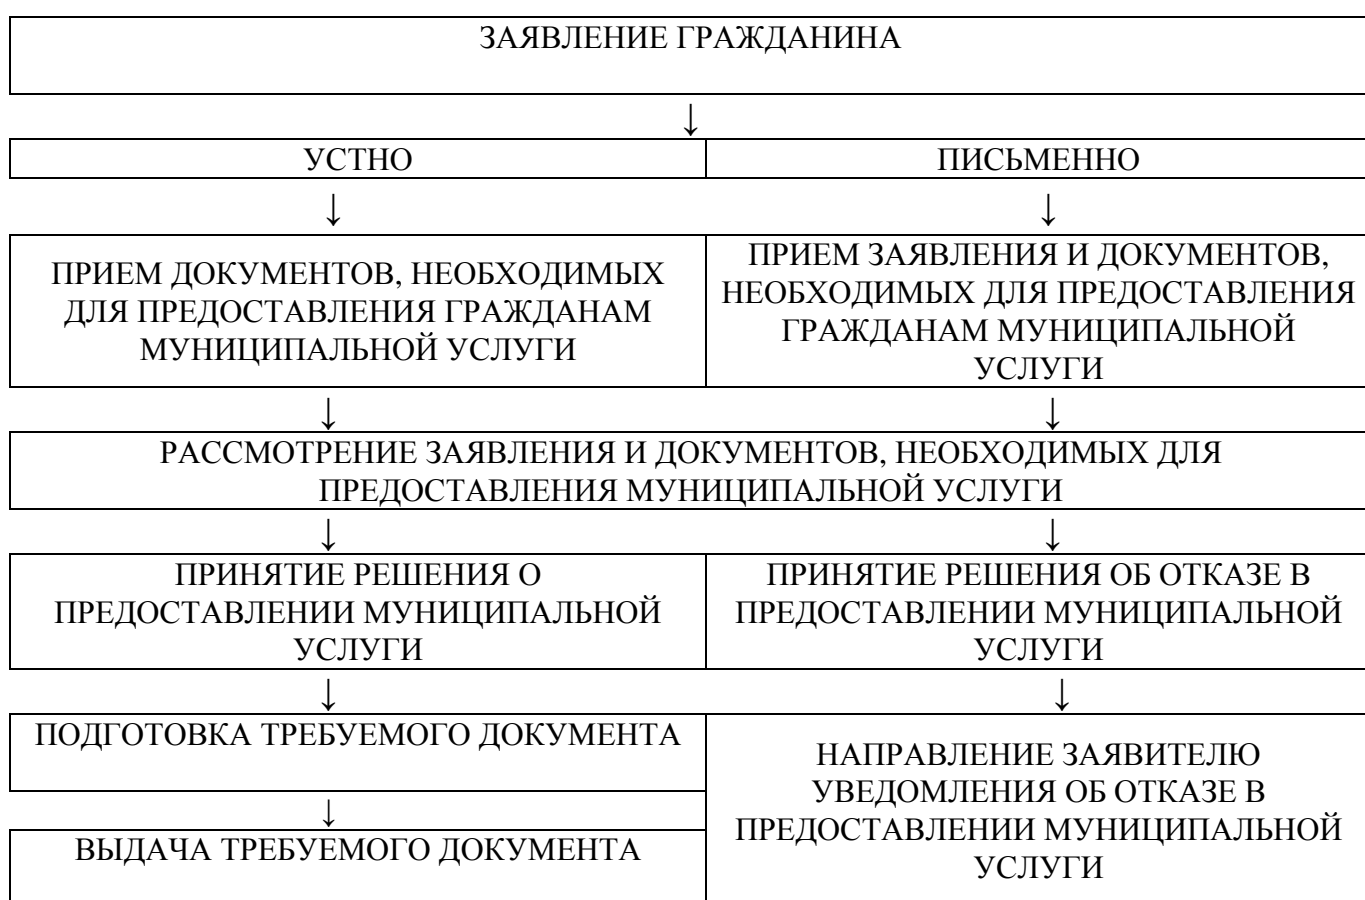 ЗАЯВЛЕНИЕ ГРАЖДАНИНА
↓
УСТНО
ПИСЬМЕННО
↓
↓
ПРИЕМ ДОКУМЕНТОВ, НЕОБХОДИМЫХ
ДЛЯ ПРЕДОСТАВЛЕНИЯ ГРАЖДАНАМ
МУНИЦИПАЛЬНОЙ УСЛУГИ
ПРИЕМ ЗАЯВЛЕНИЯ И ДОКУМЕНТОВ,
НЕОБХОДИМЫХ ДЛЯ ПРЕДОСТАВЛЕНИЯ
ГРАЖДАНАМ МУНИЦИПАЛЬНОЙ
УСЛУГИ
↓
↓
РАССМОТРЕНИЕ ЗАЯВЛЕНИЯ И ДОКУМЕНТОВ, НЕОБХОДИМЫХ ДЛЯ
ПРЕДОСТАВЛЕНИЯ МУНИЦИПАЛЬНОЙ УСЛУГИ
↓
↓
ПРИНЯТИЕ РЕШЕНИЯ О
ПРЕДОСТАВЛЕНИИ МУНИЦИПАЛЬНОЙ
УСЛУГИ
ПРИНЯТИЕ РЕШЕНИЯ ОБ ОТКАЗЕ В
ПРЕДОСТАВЛЕНИИ МУНИЦИПАЛЬНОЙ
УСЛУГИ
↓
↓
ПОДГОТОВКА ТРЕБУЕМОГО ДОКУМЕНТА
↓
ВЫДАЧА ТРЕБУЕМОГО ДОКУМЕНТА
НАПРАВЛЕНИЕ ЗАЯВИТЕЛЮ
УВЕДОМЛЕНИЯ ОБ ОТКАЗЕ В
ПРЕДОСТАВЛЕНИИ МУНИЦИПАЛЬНОЙ
УСЛУГИ